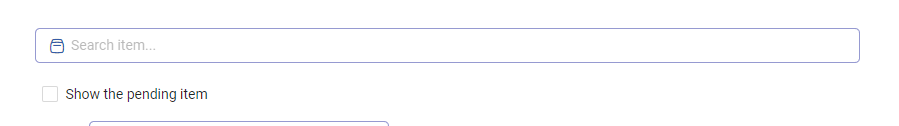 Search item...
Show the pending item